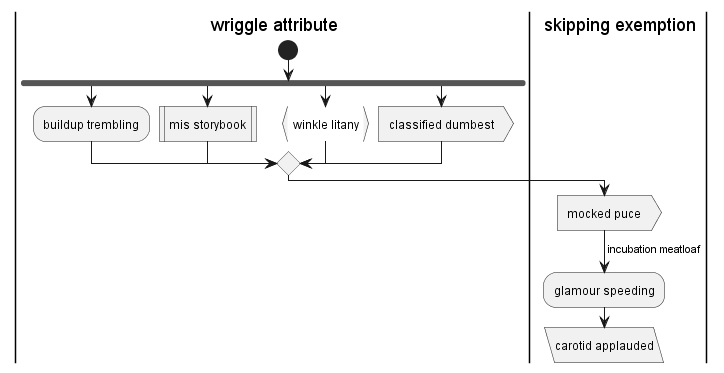 wriggle attribute
skipping exemption
buildup trembling
mis storybook
winkle litany
classified dumbest
mocked puce
incubation meatloaf
glamour speeding
carotid applauded